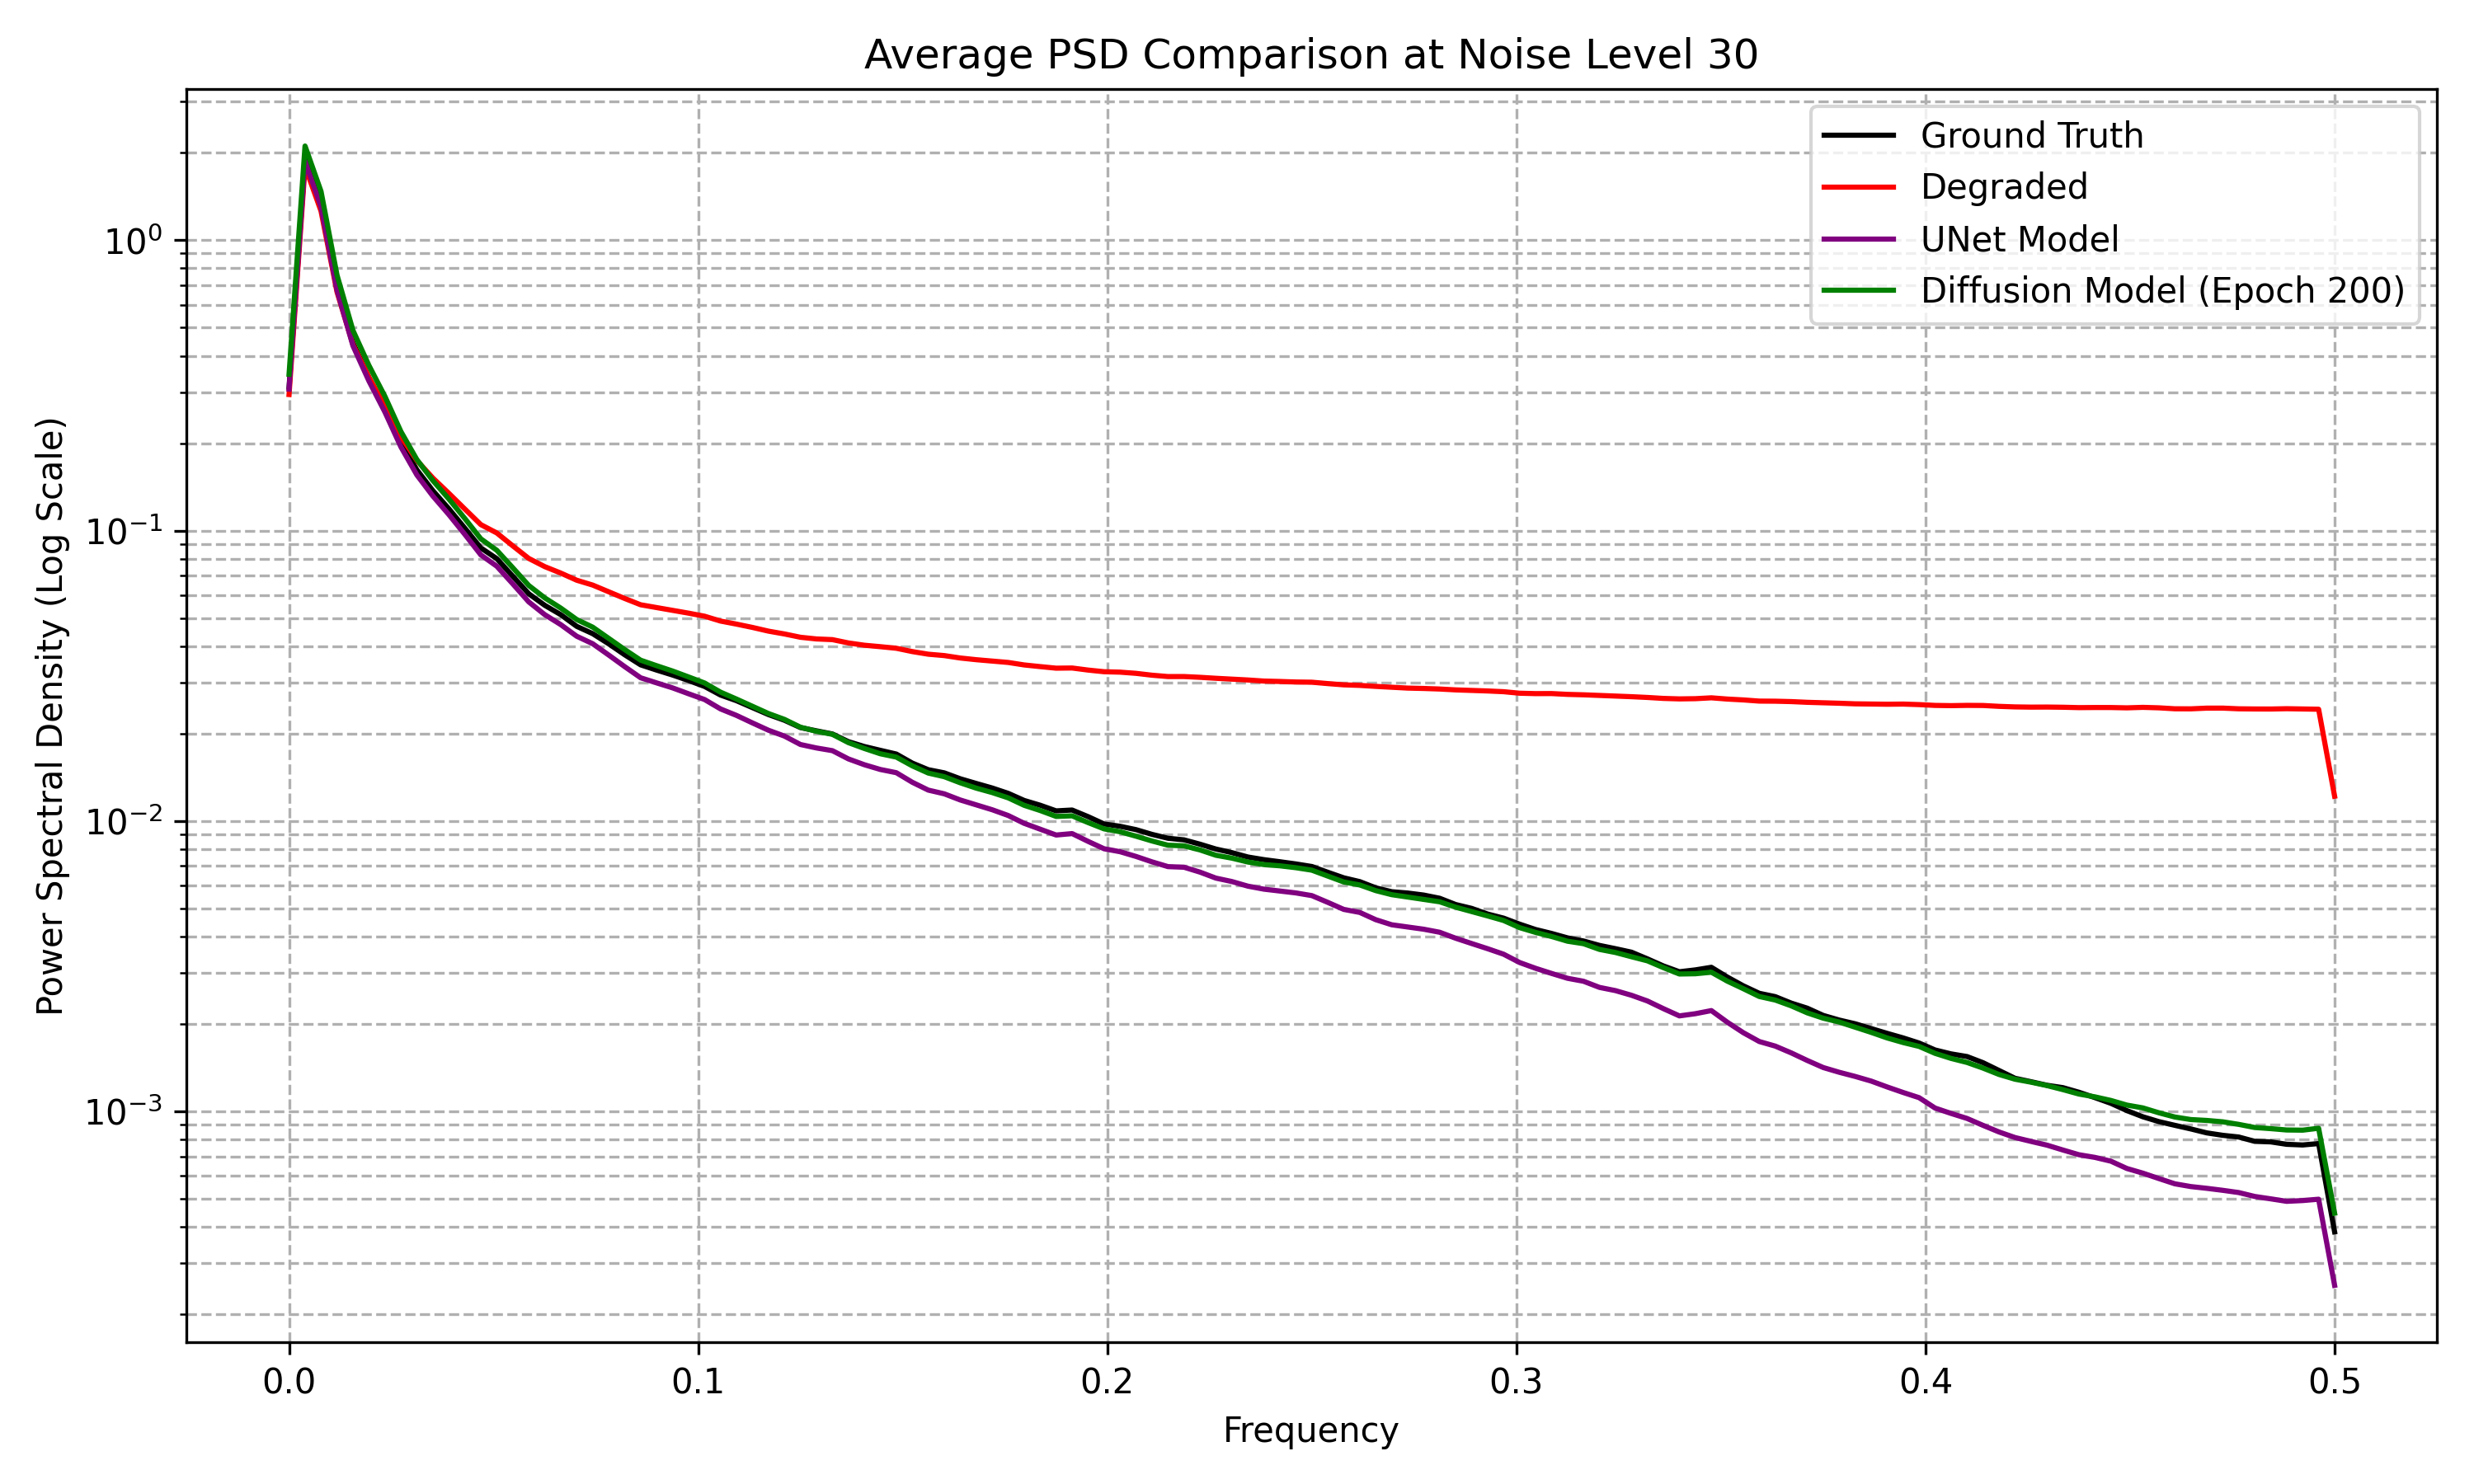 Average PSD Comparison at Noise Level 30
Ground Truth
Degraded
UNet Model
Diffusion Model (Epoch 200)
Power Spectral Density (Log Scale)
10⁰
10⁻¹
10⁻²
10⁻³
0.0 0.1 0.2 0.3 0.4 0.5
Frequency